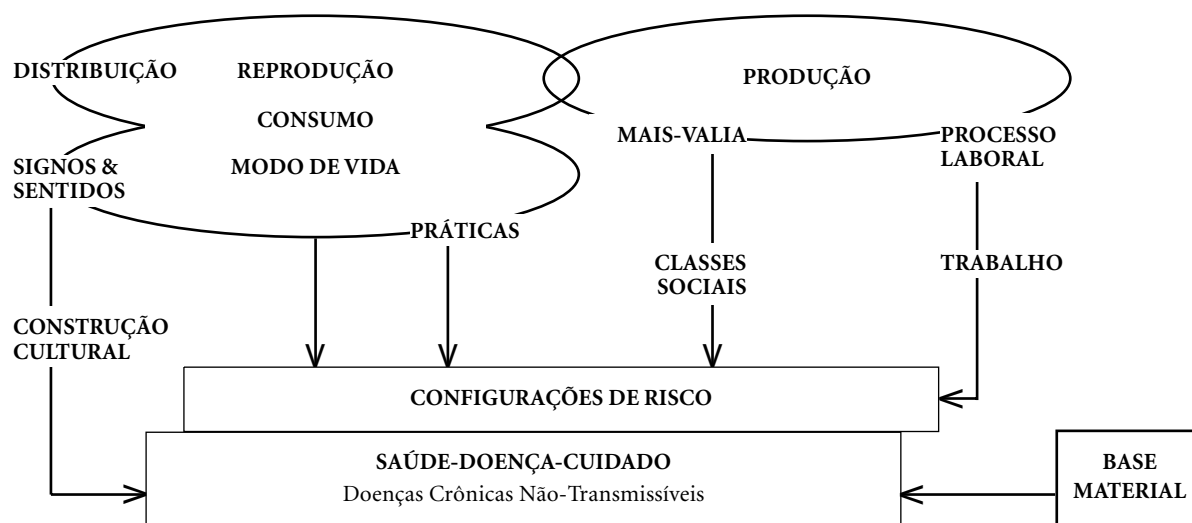 DISTRIBUIÇÃO
REPRODUÇÃO
PRODUÇÃO
CONSUMO
MAIS-VALIA
PROCESSO
LABORAL
SIGNOS &
SENTIDOS
MODO DE VIDA
PRÁTICAS
CLASSES
SOCIAIS
TRABALHO
CONSTRUÇÃO
CULTURAL
CONFIGURAÇÕES DE RISCO
SAÚDE-DOENÇA-CUIDADO
Doenças Crônicas Não-Transmissíveis
BASE
MATERIAL